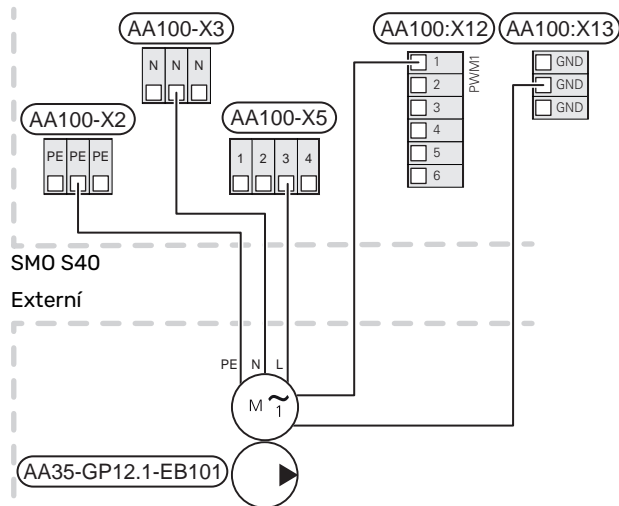 AA100-X3
AA100:X12
AA100:X13
N N N
1
2
3
4
5
6
PWM1
GND
GND
GND
AA100-X2
AA100-X5
PE PE PE
1 2 3 4
SMO S40
Externí
PE N L
M ~ 1
AA35-GP12.1-EB101